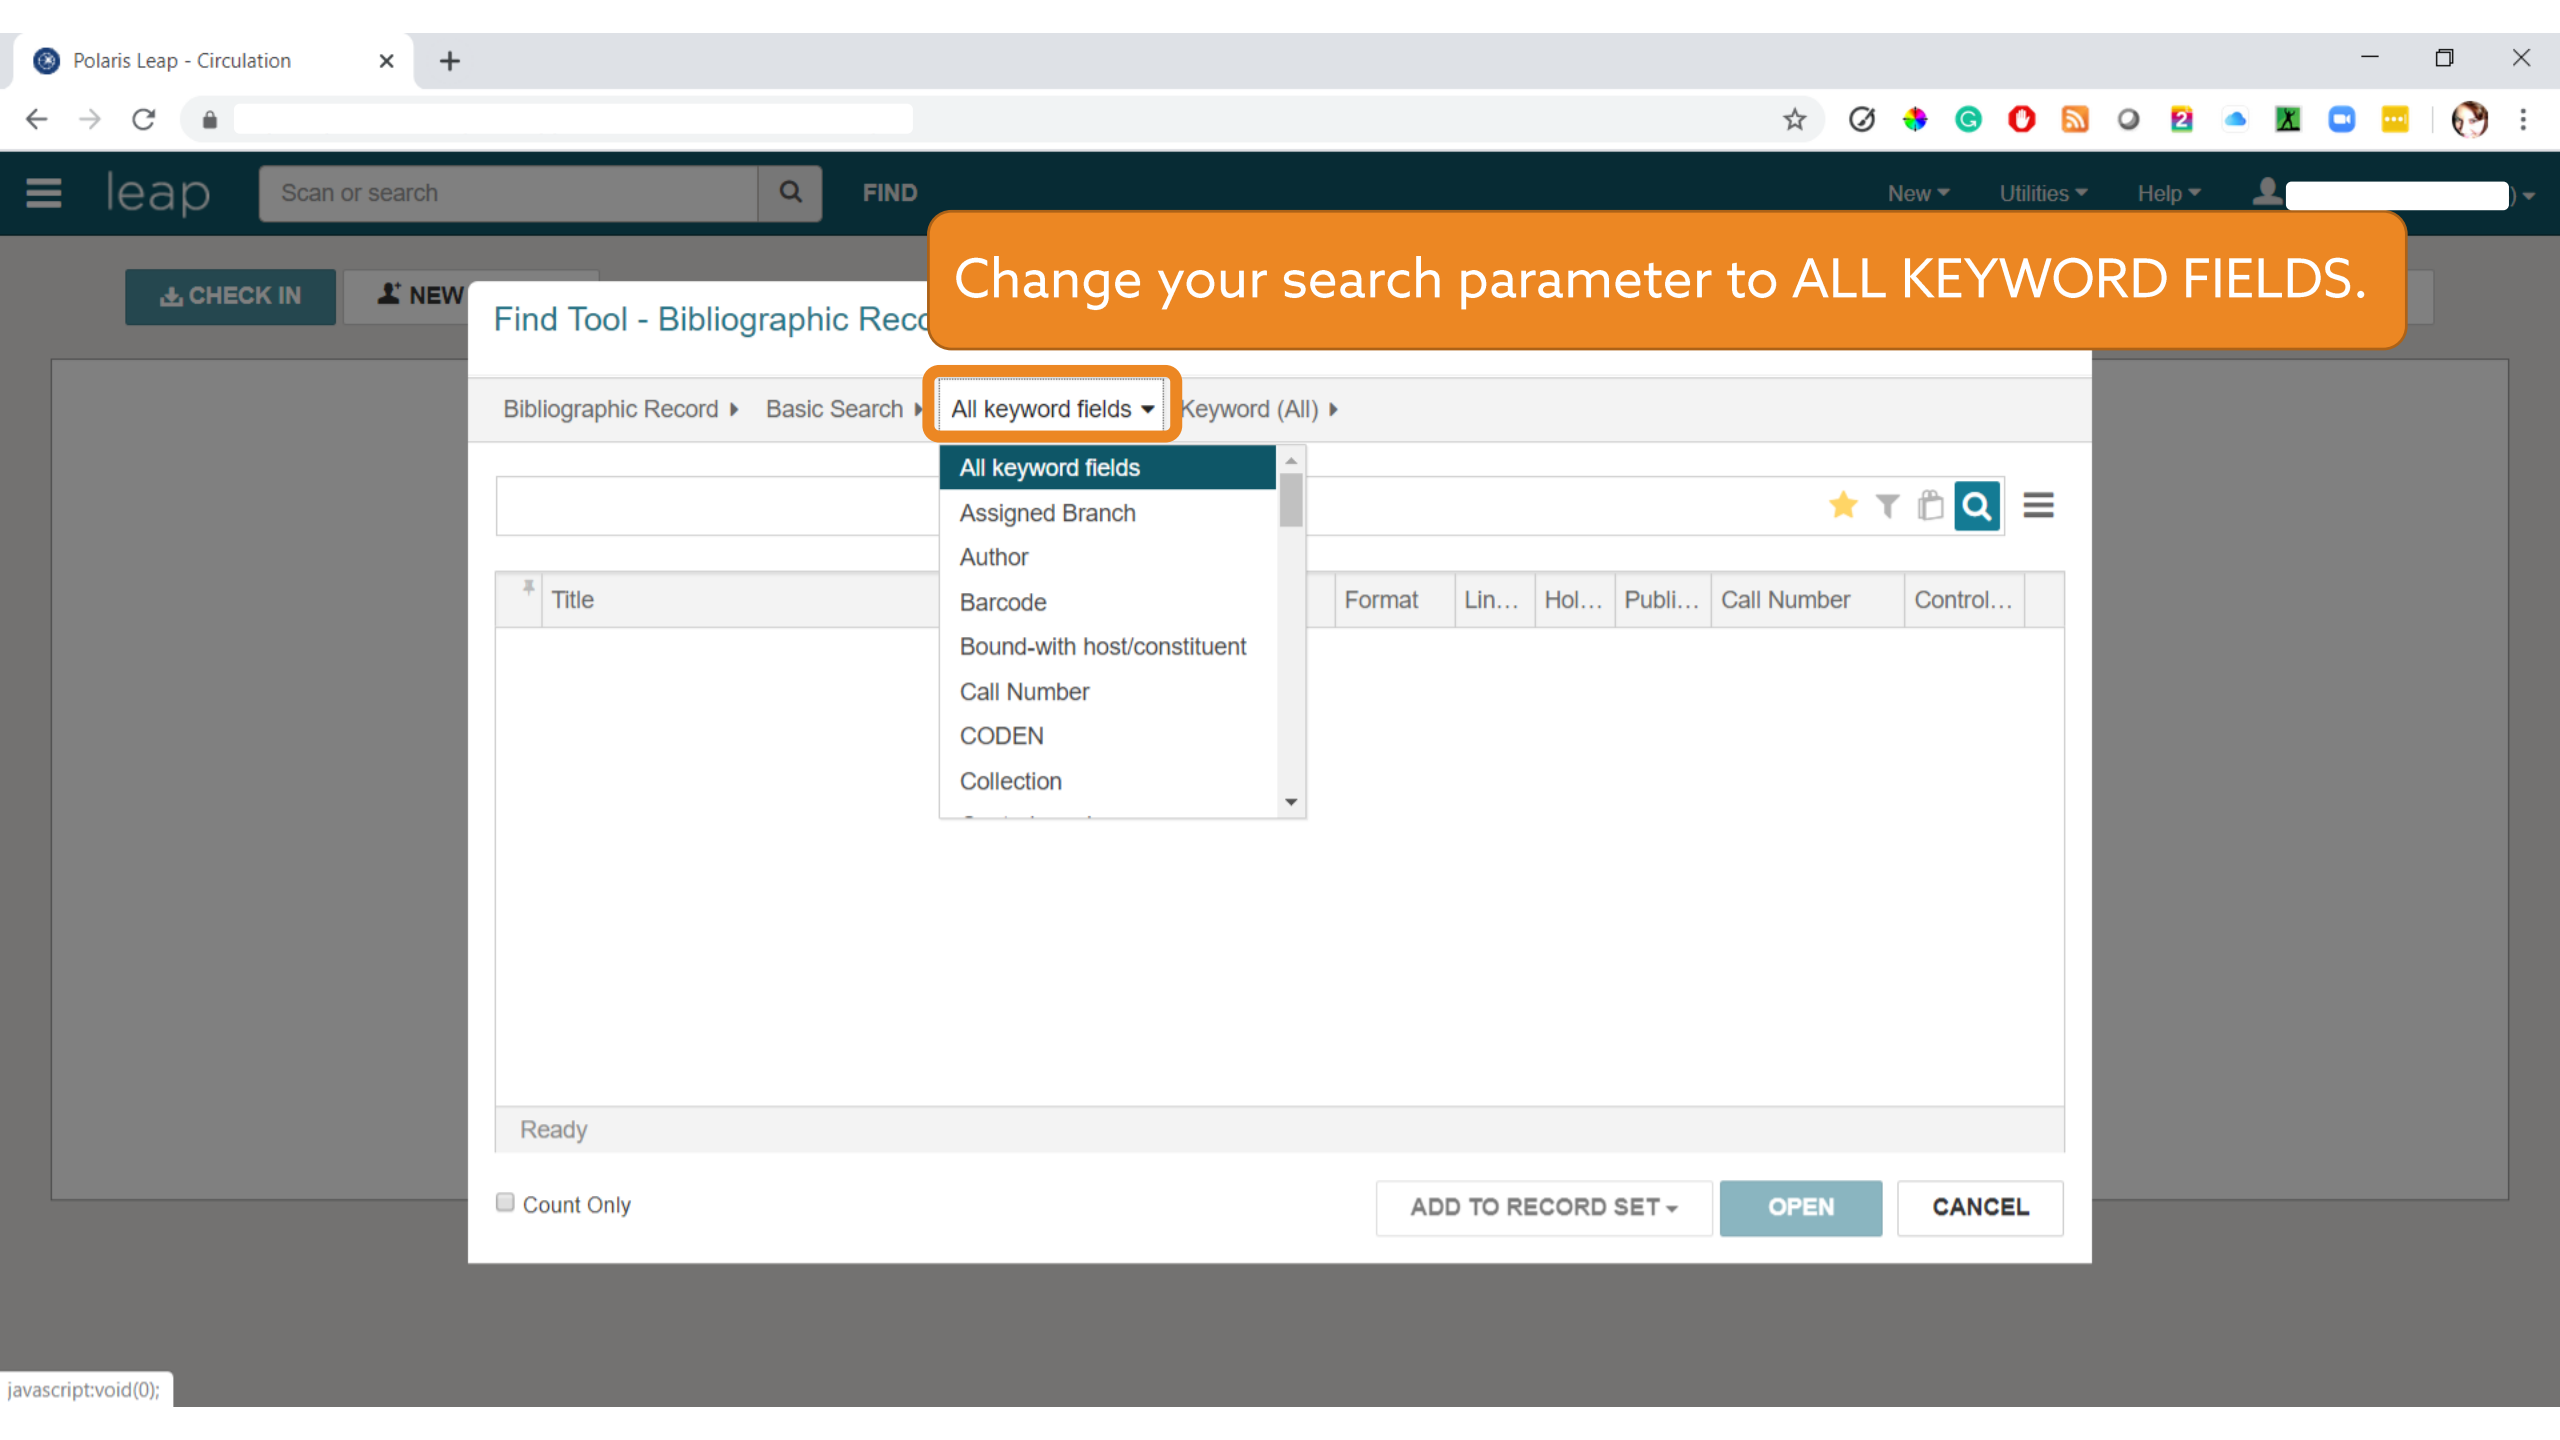 Polaris Leap - Circulation
leap
Scan or search
FIND
New
Utilities
Help
)
Change your search parameter to ALL KEYWORD FIELDS.
CHECK IN
NEW
Find Tool - Bibliographic Reco
Bibliographic Record
Basic Search
All keyword fields
Keyword (All)
All keyword fields
Assigned Branch
Author
Barcode
Bound-with host/constituent
Call Number
CODEN
Collection
Title
Format
Lin...
Hol...
Publi...
Call Number
Control...
Ready
Count Only
ADD TO RECORD SET
OPEN
CANCEL
javascript:void(0);